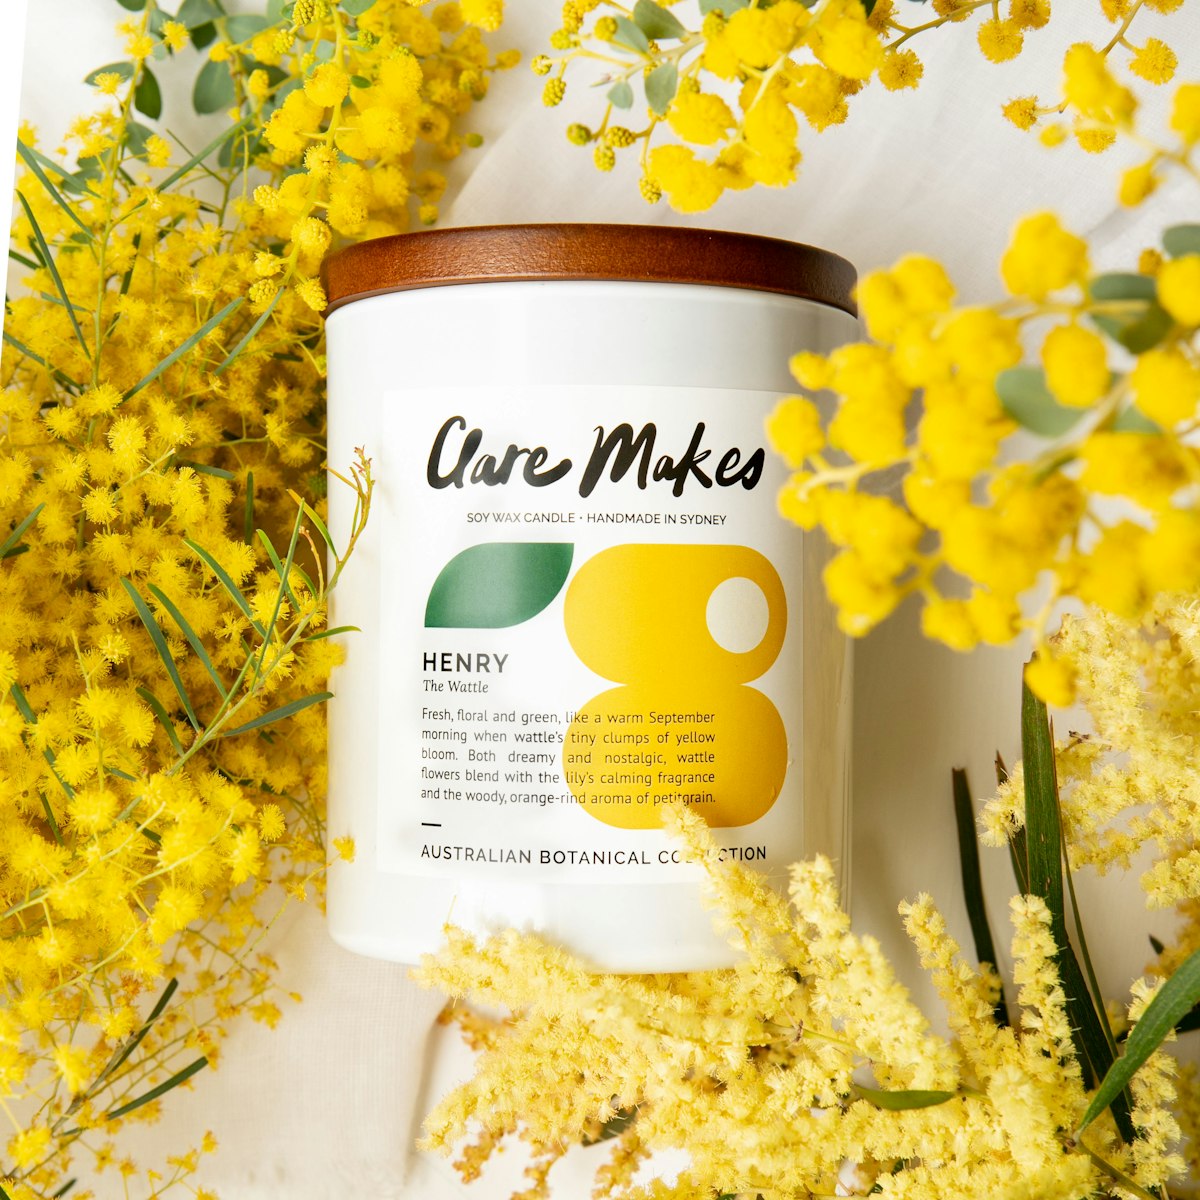 Clare Makes
SOY WAX CANDLE • HANDMADE IN SYDNEY
HENRY
The Wattle
Fresh, floral and green, like a warm September
morning when wattle's tiny clumps of yellow
bloom. Both dreamy and nostalgic, wattle
flowers blend with the lily's calming fragrance
and the woody, orange-rind aroma of petitgrain.
AUSTRALIAN BOTANICAL